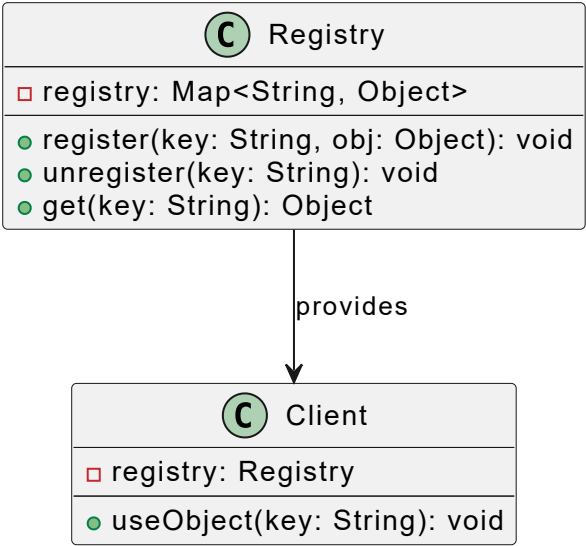 C Registry
registry: Map<String, Object>
register(key: String, obj: Object): void
unregister(key: String): void
get(key: String): Object
provides
C Client
registry: Registry
useObject(key: String): void